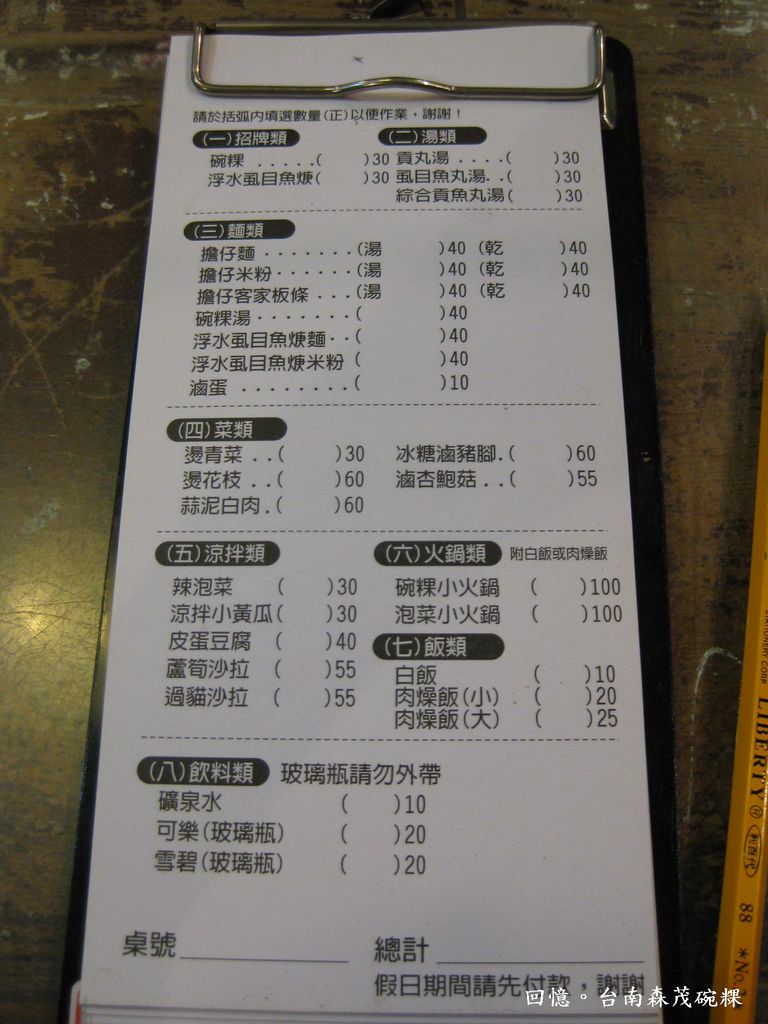 請於括弧內填選數量(正)以便作業，謝謝！
(一)招牌類
碗粿 .....( )30
浮水虱目魚焿( )30
(二)湯類
貢丸湯 ....( )30
虱目魚丸湯..( )30
綜合貢魚丸湯( )30
(三)麵類
擔仔麵 .......(湯 )40 (乾 )40
擔仔米粉......(湯 )40 (乾 )40
擔仔客家板條 ...(湯 )40 (乾 )40
碗粿湯.......( )40
浮水虱目魚焿麵..( )40
浮水虱目魚焿米粉 ( )40
滷蛋 ........( )10
(四)菜類
燙青菜 ..( )30
燙花枝 ..( )60
蒜泥白肉.( )60
冰糖滷豬腳.( )60
滷杏鮑菇 ..( )55
(五)涼拌類
辣泡菜 ( )30
涼拌小黃瓜( )30
皮蛋豆腐 ( )40
蘆筍沙拉 ( )55
過貓沙拉 ( )55
(六)火鍋類 附白飯或肉燥飯
碗粿小火鍋 ( )100
泡菜小火鍋 ( )100
(七)飯類
白飯 ( )10
肉燥飯(小) ( )20
肉燥飯(大) ( )25
(八)飲料類 玻璃瓶請勿外帶
礦泉水 ( )10
可樂(玻璃瓶) ( )20
雪碧(玻璃瓶) ( )20
桌號
總計
假日期間請先付款，謝謝
LIBERTY ® 利百代 88 *No.
回憶。台南森茂碗粿